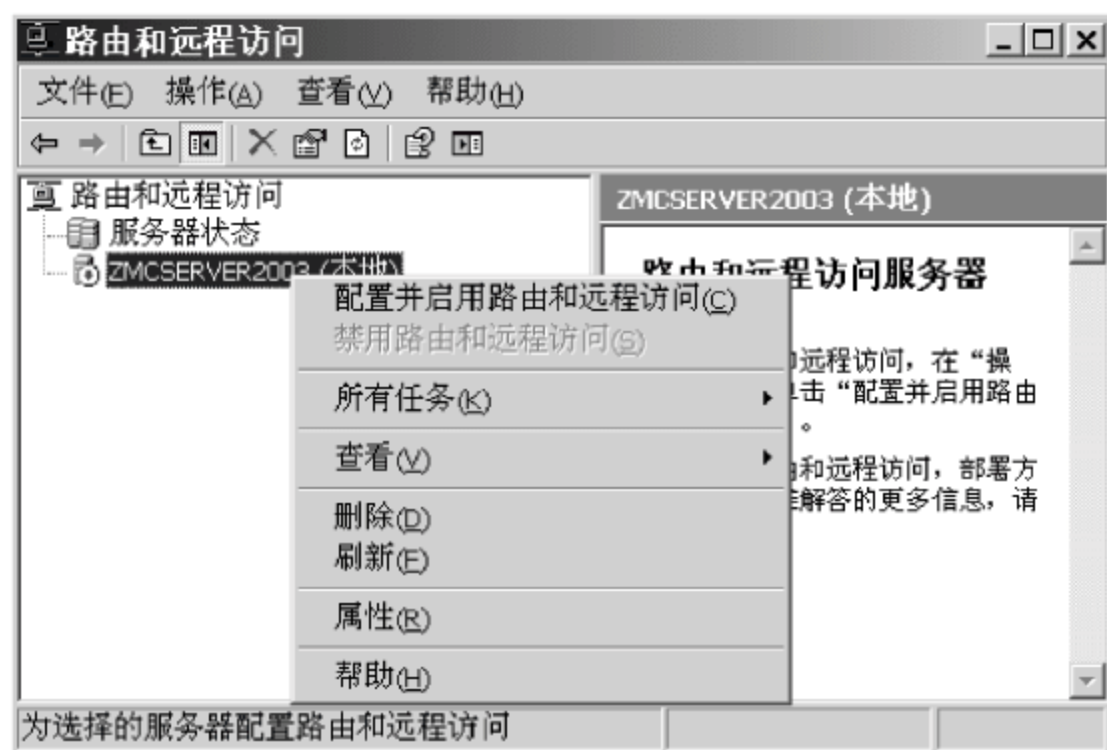 路由和远程访问
文件(F) 操作(A) 查看(V) 帮助(H)
路由和远程访问
服务器状态
ZMCSERVER2003 (本地)
ZMCSERVER2003 (本地)
路由和远程访问服务器
配置并启用路由和远程访问(C)
禁用路由和远程访问(S)
所有任务(K)
查看(V)
删除(D)
刷新(F)
属性(R)
帮助(H)
远程访问，在“操
击“配置并启用路由
。
和远程访问，部署方
解答的更多信息，请
为选择的服务器配置路由和远程访问